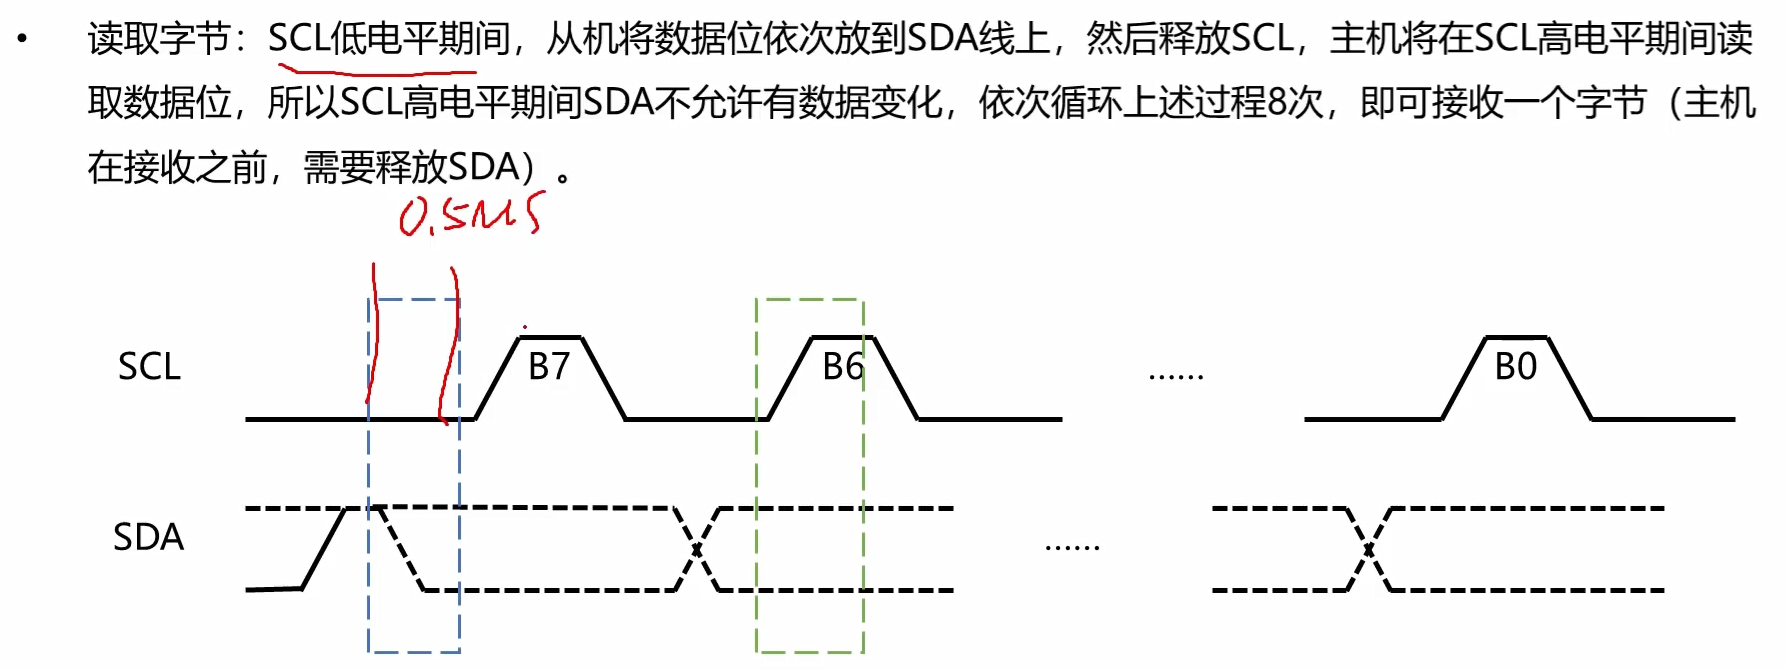 • 读取字节：SCL低电平期间，从机将数据位依次放到SDA线上，然后释放SCL，主机将在SCL高电平期间读
取数据位，所以SCL高电平期间SDA不允许有数据变化，依次循环上述过程8次，即可接收一个字节（主机
在接收之前，需要释放SDA）。
0.5MS
SCL B7 B6 ...... B0
SDA ......